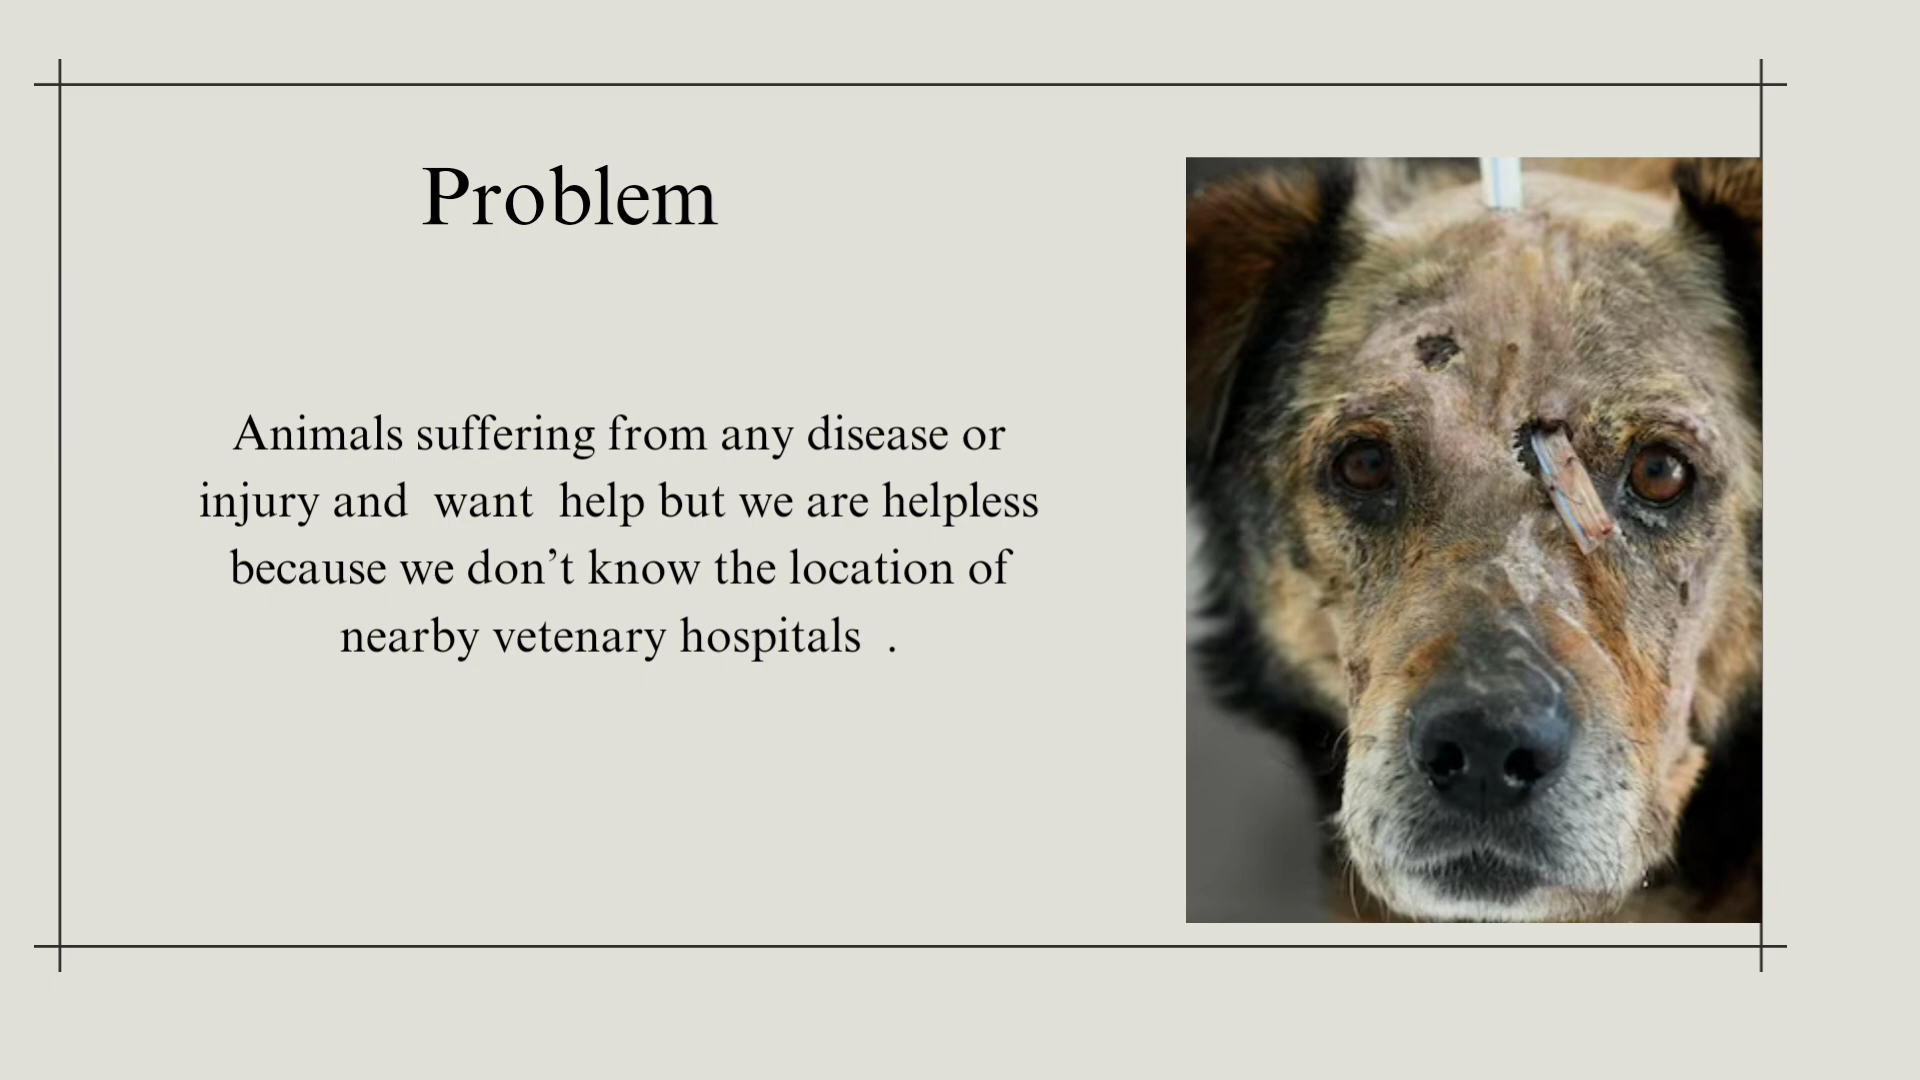 Problem
Animals suffering from any disease or
injury and  want  help but we are helpless
because we don’t know the location of
nearby vetenary hospitals  .